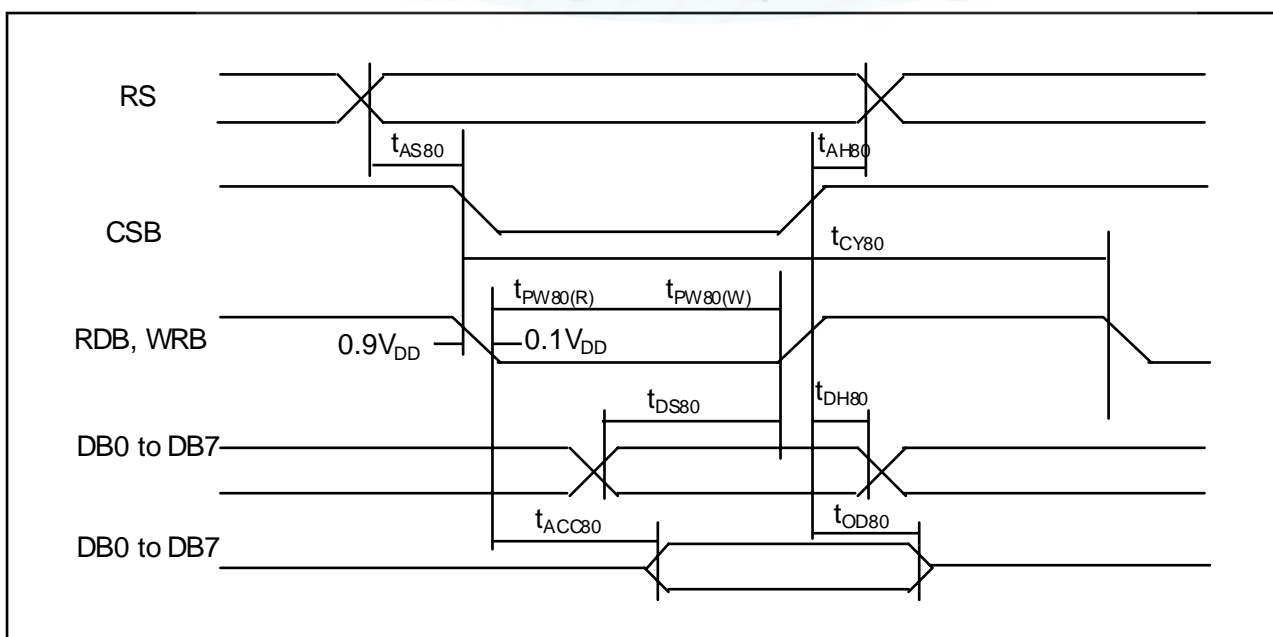 RS
tAS80
tAH80
CSB
tCY80
tPW80(R) tPW80(W)
RDB, WRB
0.9VDD
0.1VDD
tDS80
tDH80
DB0 to DB7
tACC80
tOD80
DB0 to DB7